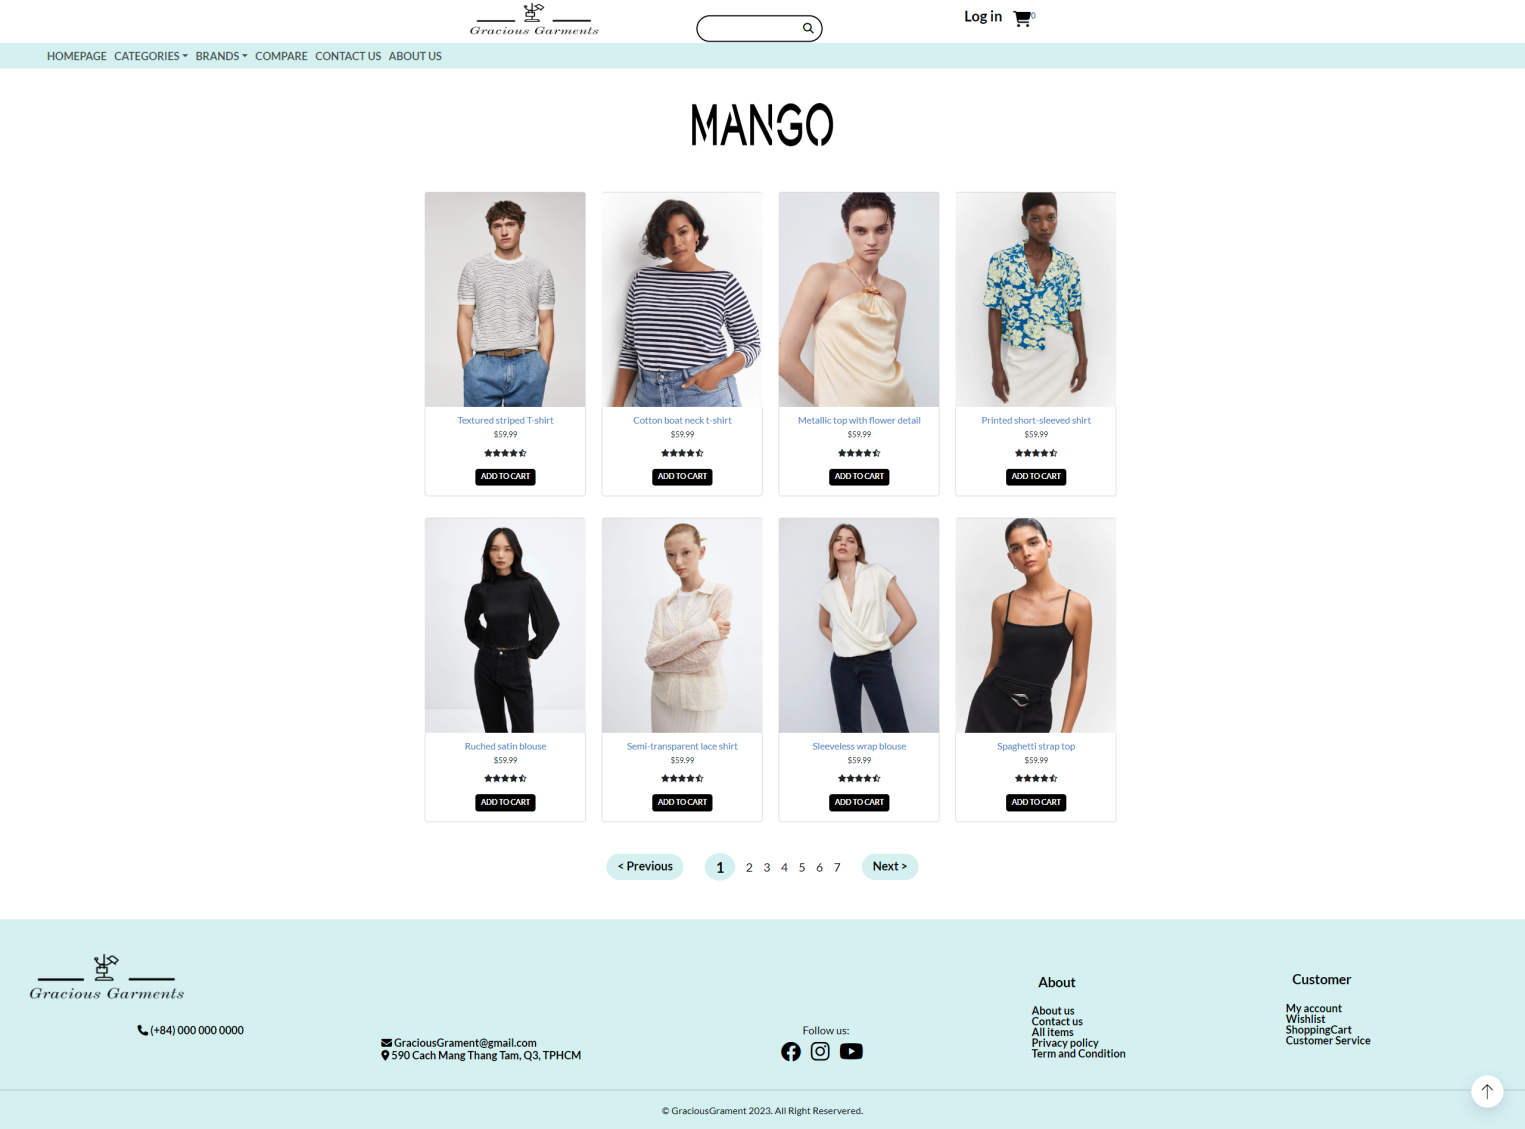 Gracious Garments
Log in
0
HOMEPAGE CATEGORIES BRANDS COMPARE CONTACT US ABOUT US
MANGO
Textured striped T-shirt
$59.99
ADD TO CART
Cotton boat neck t-shirt
$59.99
ADD TO CART
Metallic top with flower detail
$59.99
ADD TO CART
Printed short-sleeved shirt
$59.99
ADD TO CART
Ruched satin blouse
$59.99
ADD TO CART
Semi-transparent lace shirt
$59.99
ADD TO CART
Sleeveless wrap blouse
$59.99
ADD TO CART
Spaghetti strap top
$59.99
ADD TO CART
< Previous 1 2 3 4 5 6 7 Next >
Gracious Garments
(+84) 000 000 0000
GraciousGrament@gmail.com
590 Cach Mang Thang Tam, Q3, TPHCM
Follow us:
About
About us
Contact us
All items
Privacy policy
Term and Condition
Customer
My account
Wishlist
ShoppingCart
Customer Service
© GraciousGrament 2023. All Right Reservered.